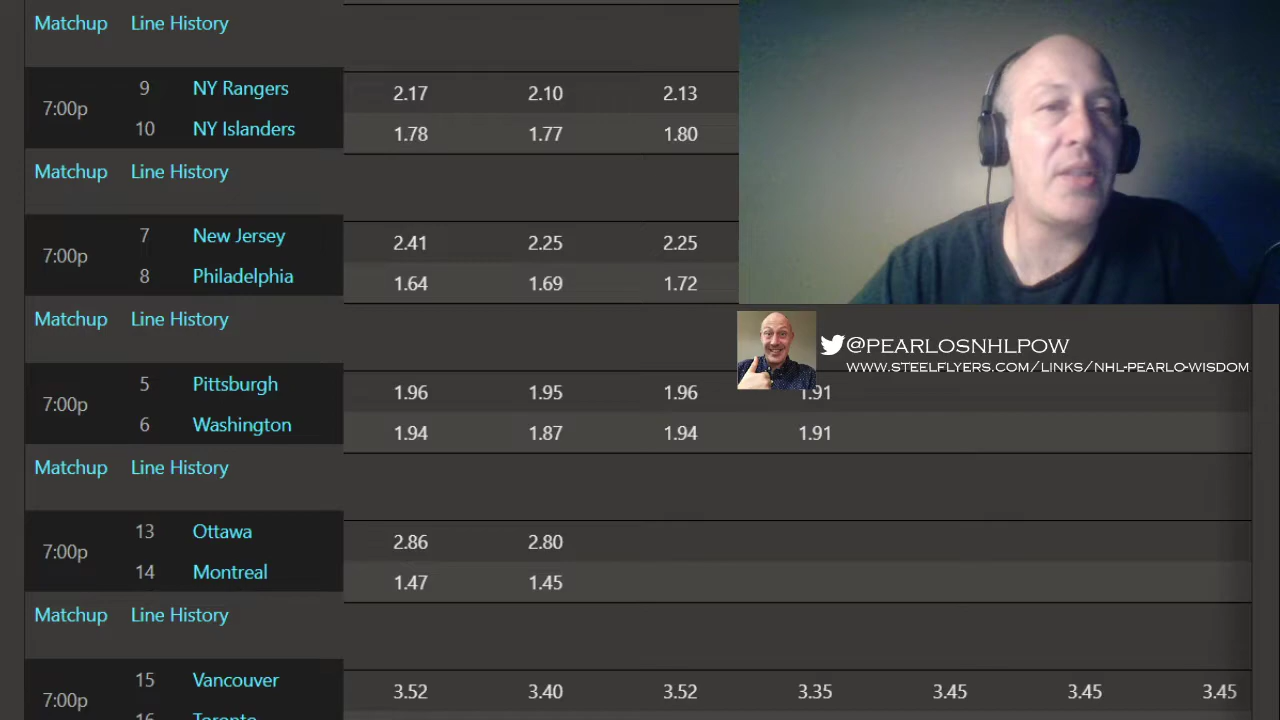 Matchup Line History
7:00p 9 NY Rangers 2.17 2.10 2.13
10 NY Islanders 1.78 1.77 1.80
Matchup Line History
7:00p 7 New Jersey 2.41 2.25 2.25
8 Philadelphia 1.64 1.69 1.72
Matchup Line History
@PEARLOSNHLPOW
WWW.STEELFLYERS.COM/LINKS/NHL-PEARLO-WISDOM
7:00p 5 Pittsburgh 1.96 1.95 1.96 1.91
6 Washington 1.94 1.87 1.94 1.91
Matchup Line History
7:00p 13 Ottawa 2.86 2.80
14 Montreal 1.47 1.45
Matchup Line History
7:00p 15 Vancouver 3.52 3.40 3.52 3.35 3.45 3.45 3.45
16 Toronto